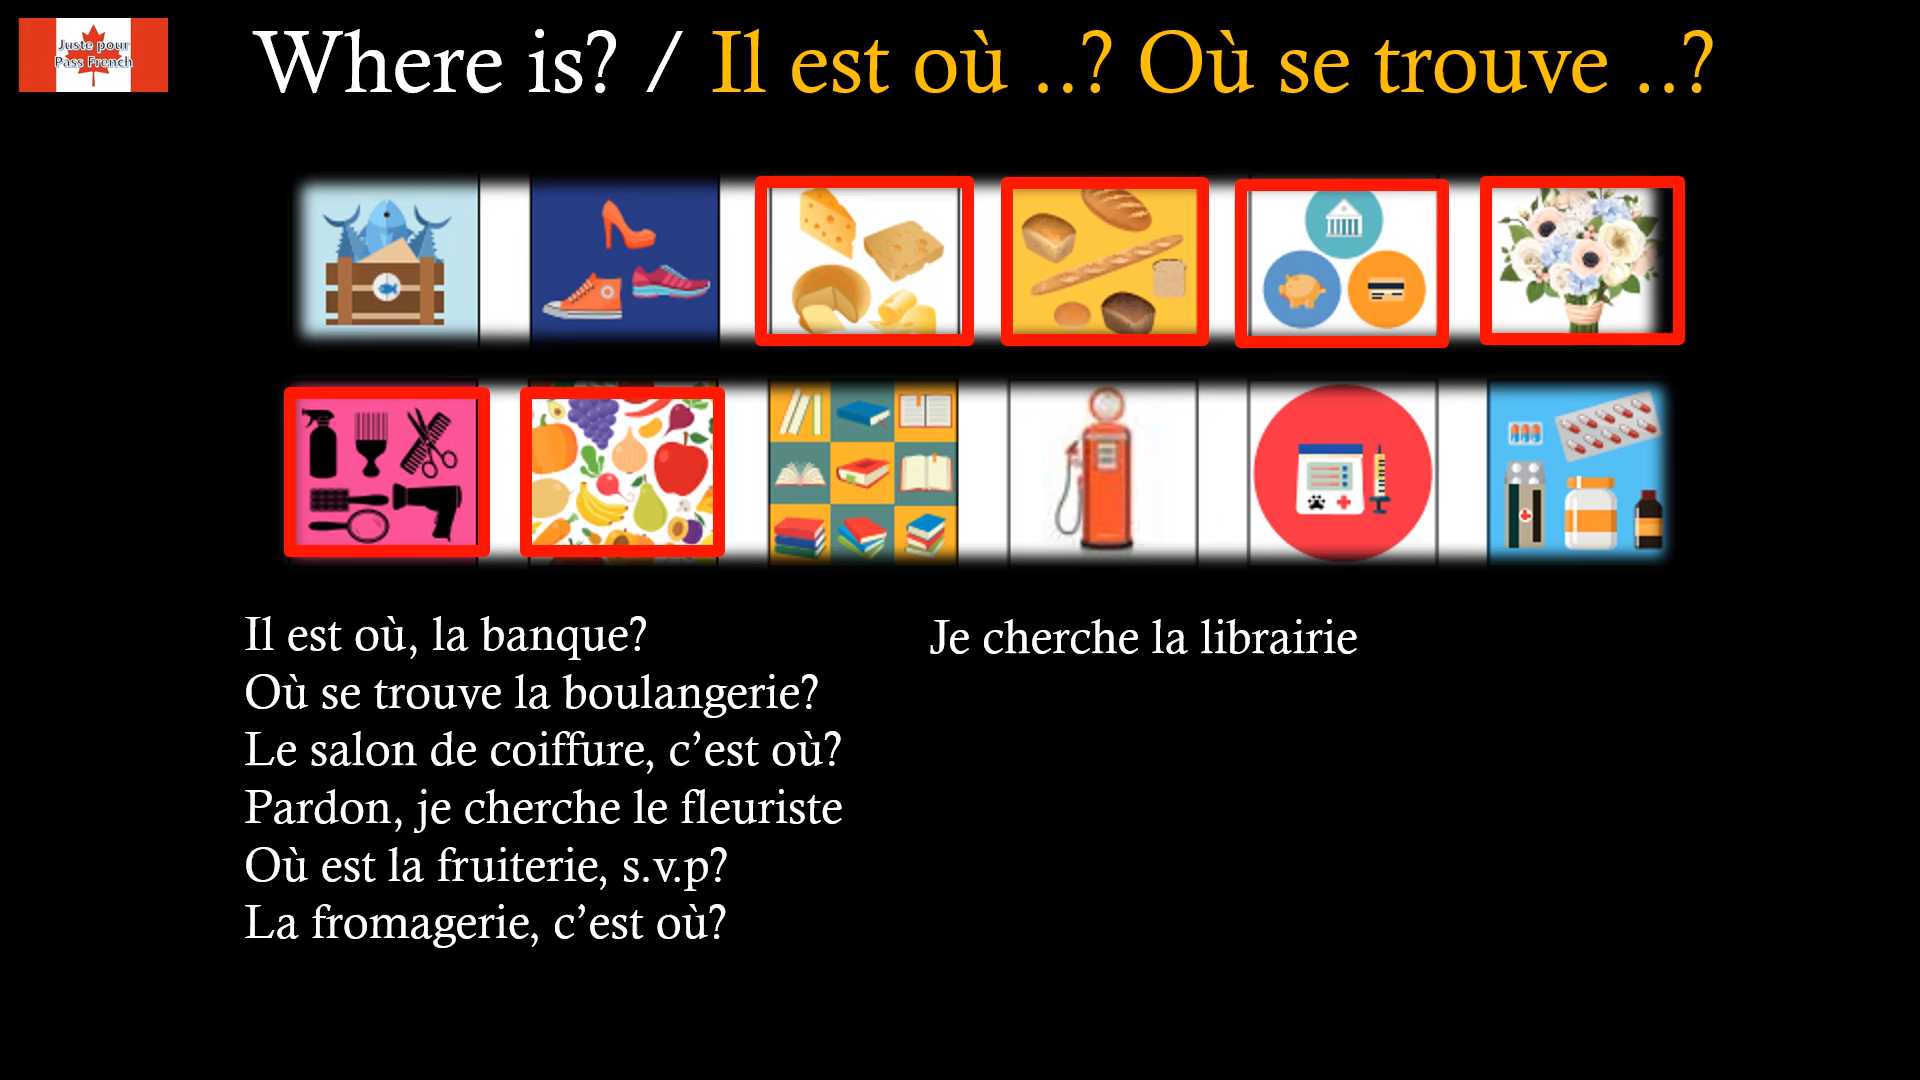 Juste pour
Pass French
Where is? / Il est où ..? Où se trouve ..?
Il est où, la banque?
Où se trouve la boulangerie?
Le salon de coiffure, c’est où?
Pardon, je cherche le fleuriste
Où est la fruiterie, s.v.p?
La fromagerie, c’est où?
Je cherche la librairie